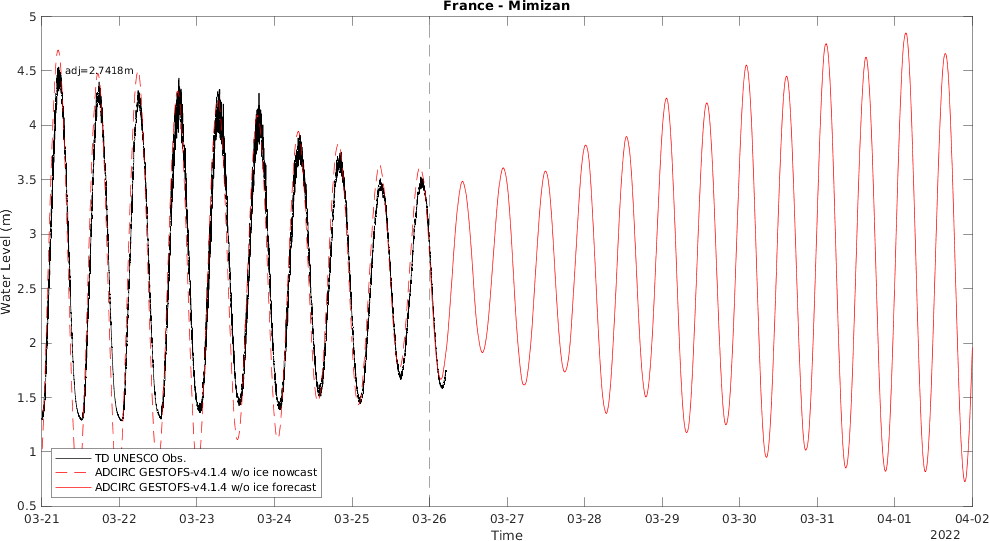 France - Mimizan
5
4.5
4
3.5
3
2.5
2
1.5
1
0.5
Water Level (m)
adj=2.7418m
TD UNESCO Obs.
ADCIRC GESTOFS-v4.1.4 w/o ice nowcast
ADCIRC GESTOFS-v4.1.4 w/o ice forecast
03-21 03-22 03-23 03-24 03-25 03-26 03-27 03-28 03-29 03-30 03-31 04-01 04-02
Time
2022